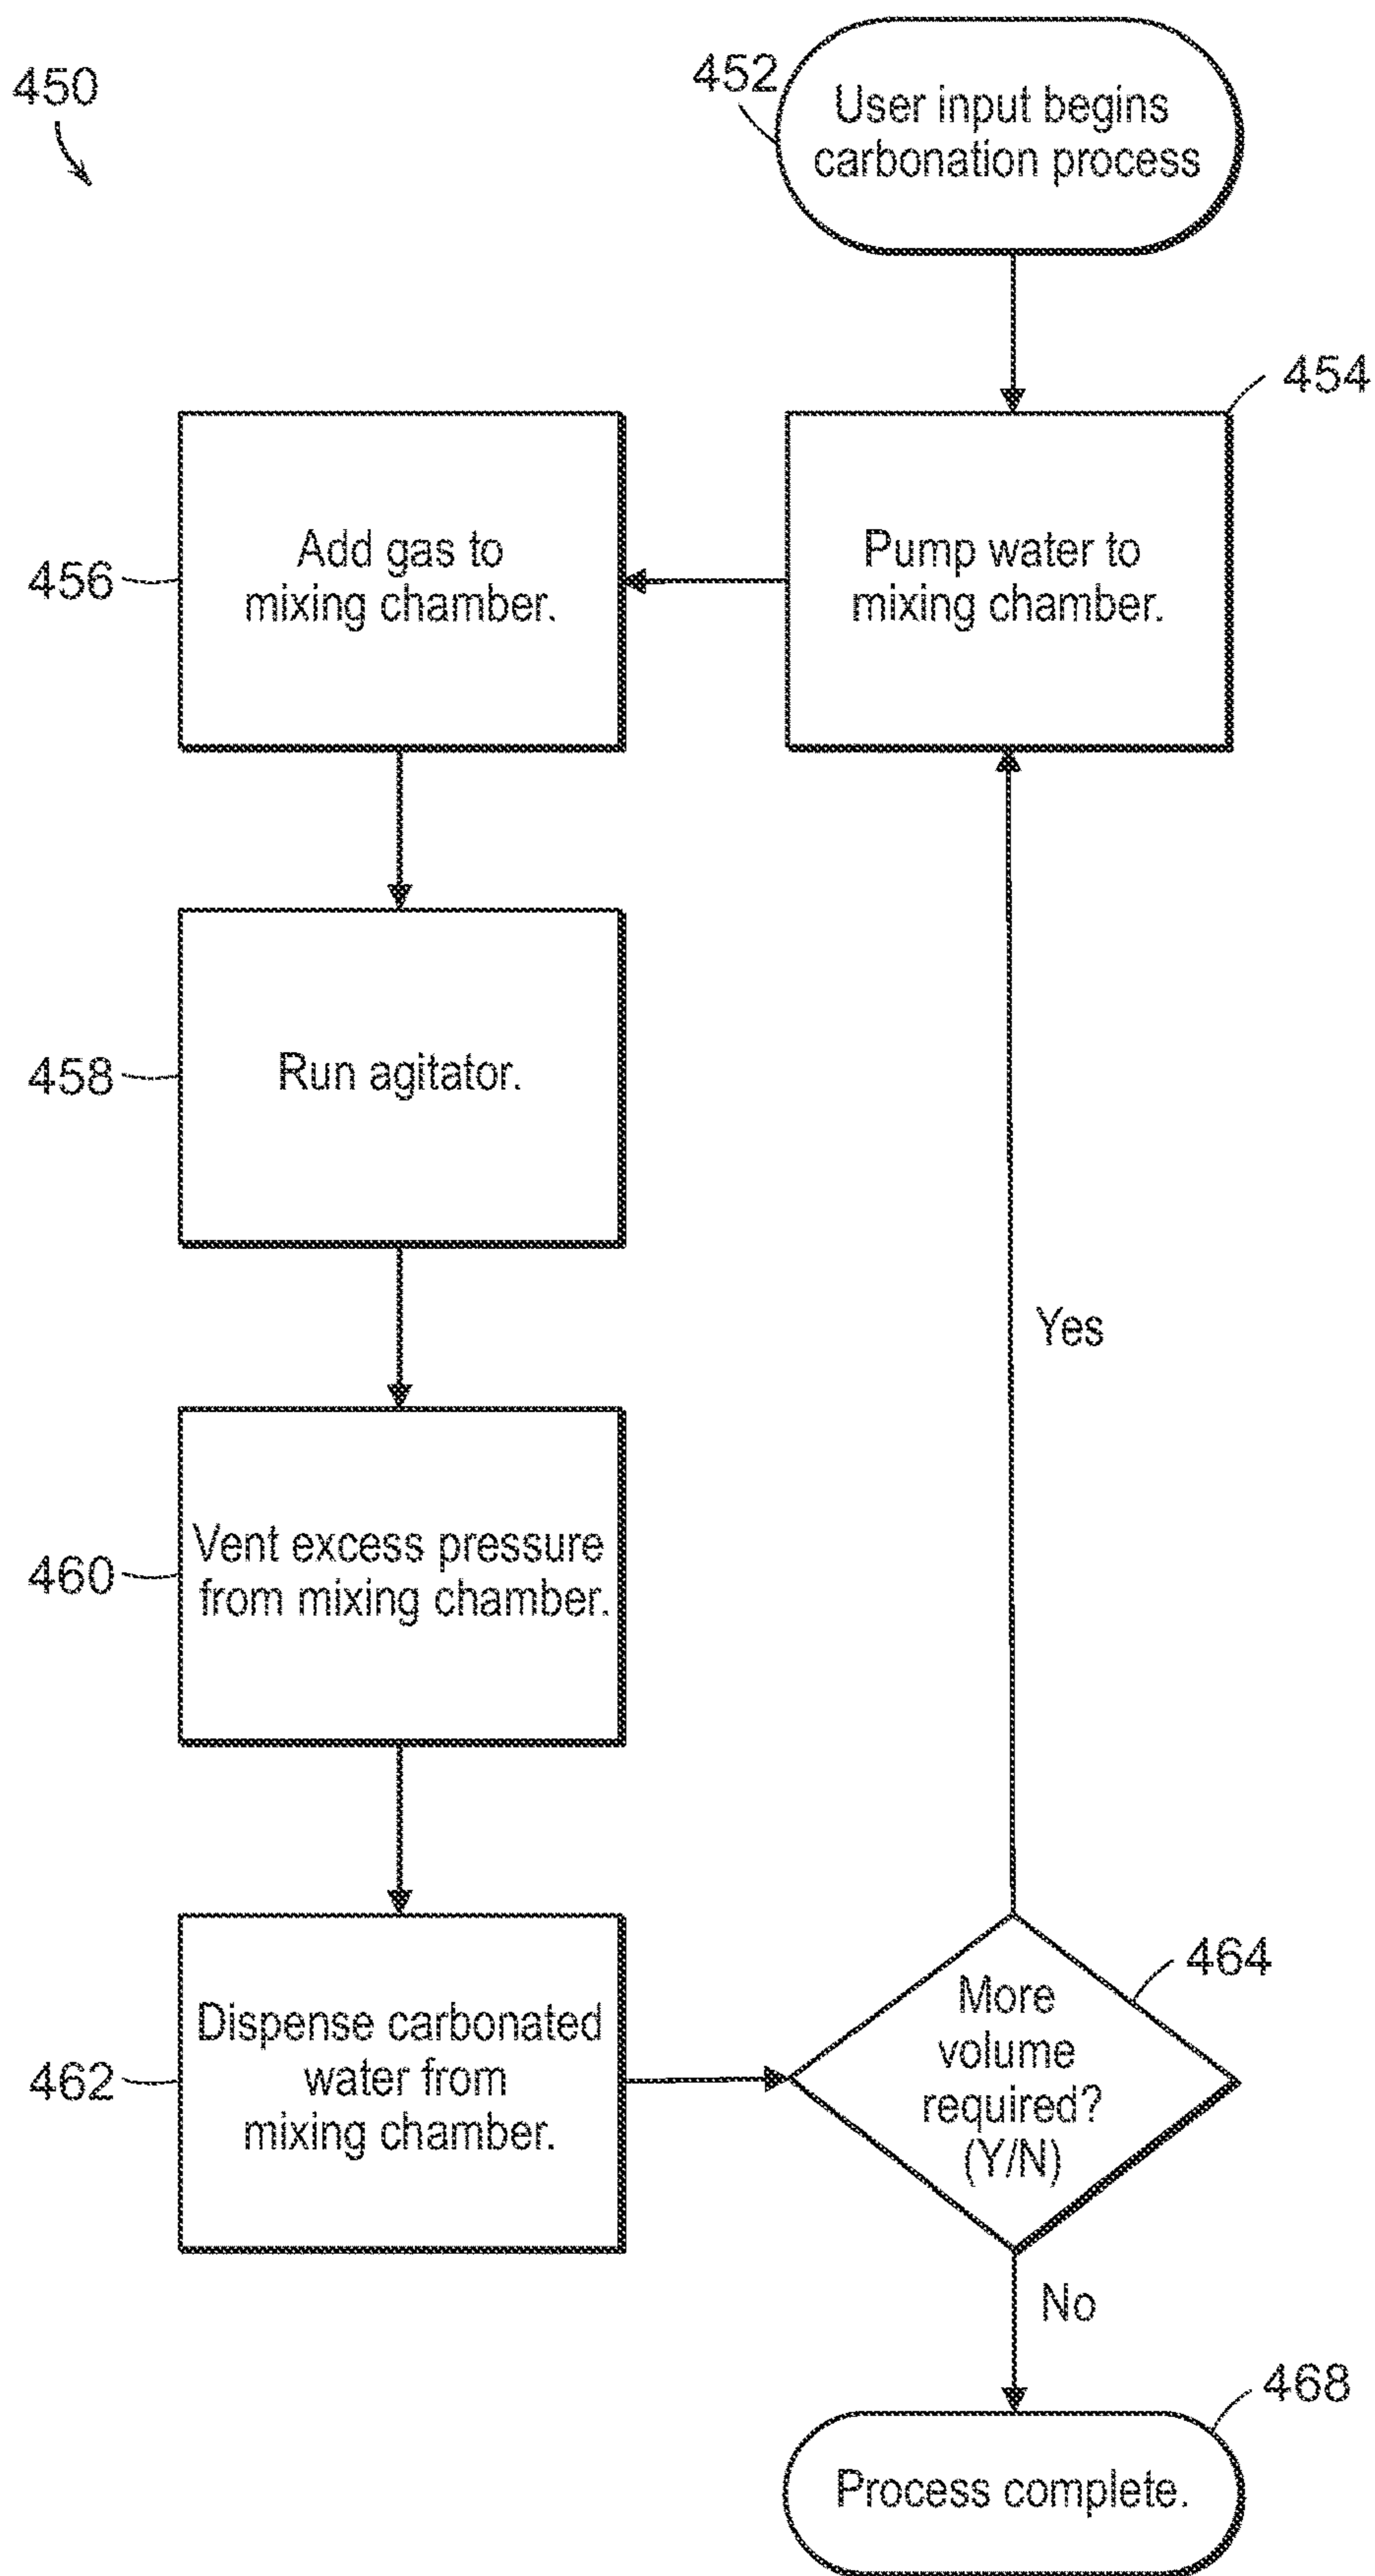 450
452
User input begins
carbonation process
454
Pump water to
mixing chamber.
456
Add gas to
mixing chamber.
458
Run agitator.
460
Vent excess pressure
from mixing chamber.
462
Dispense carbonated
water from
mixing chamber.
464
More
volume
required?
(Y/N)
Yes
No
468
Process complete.